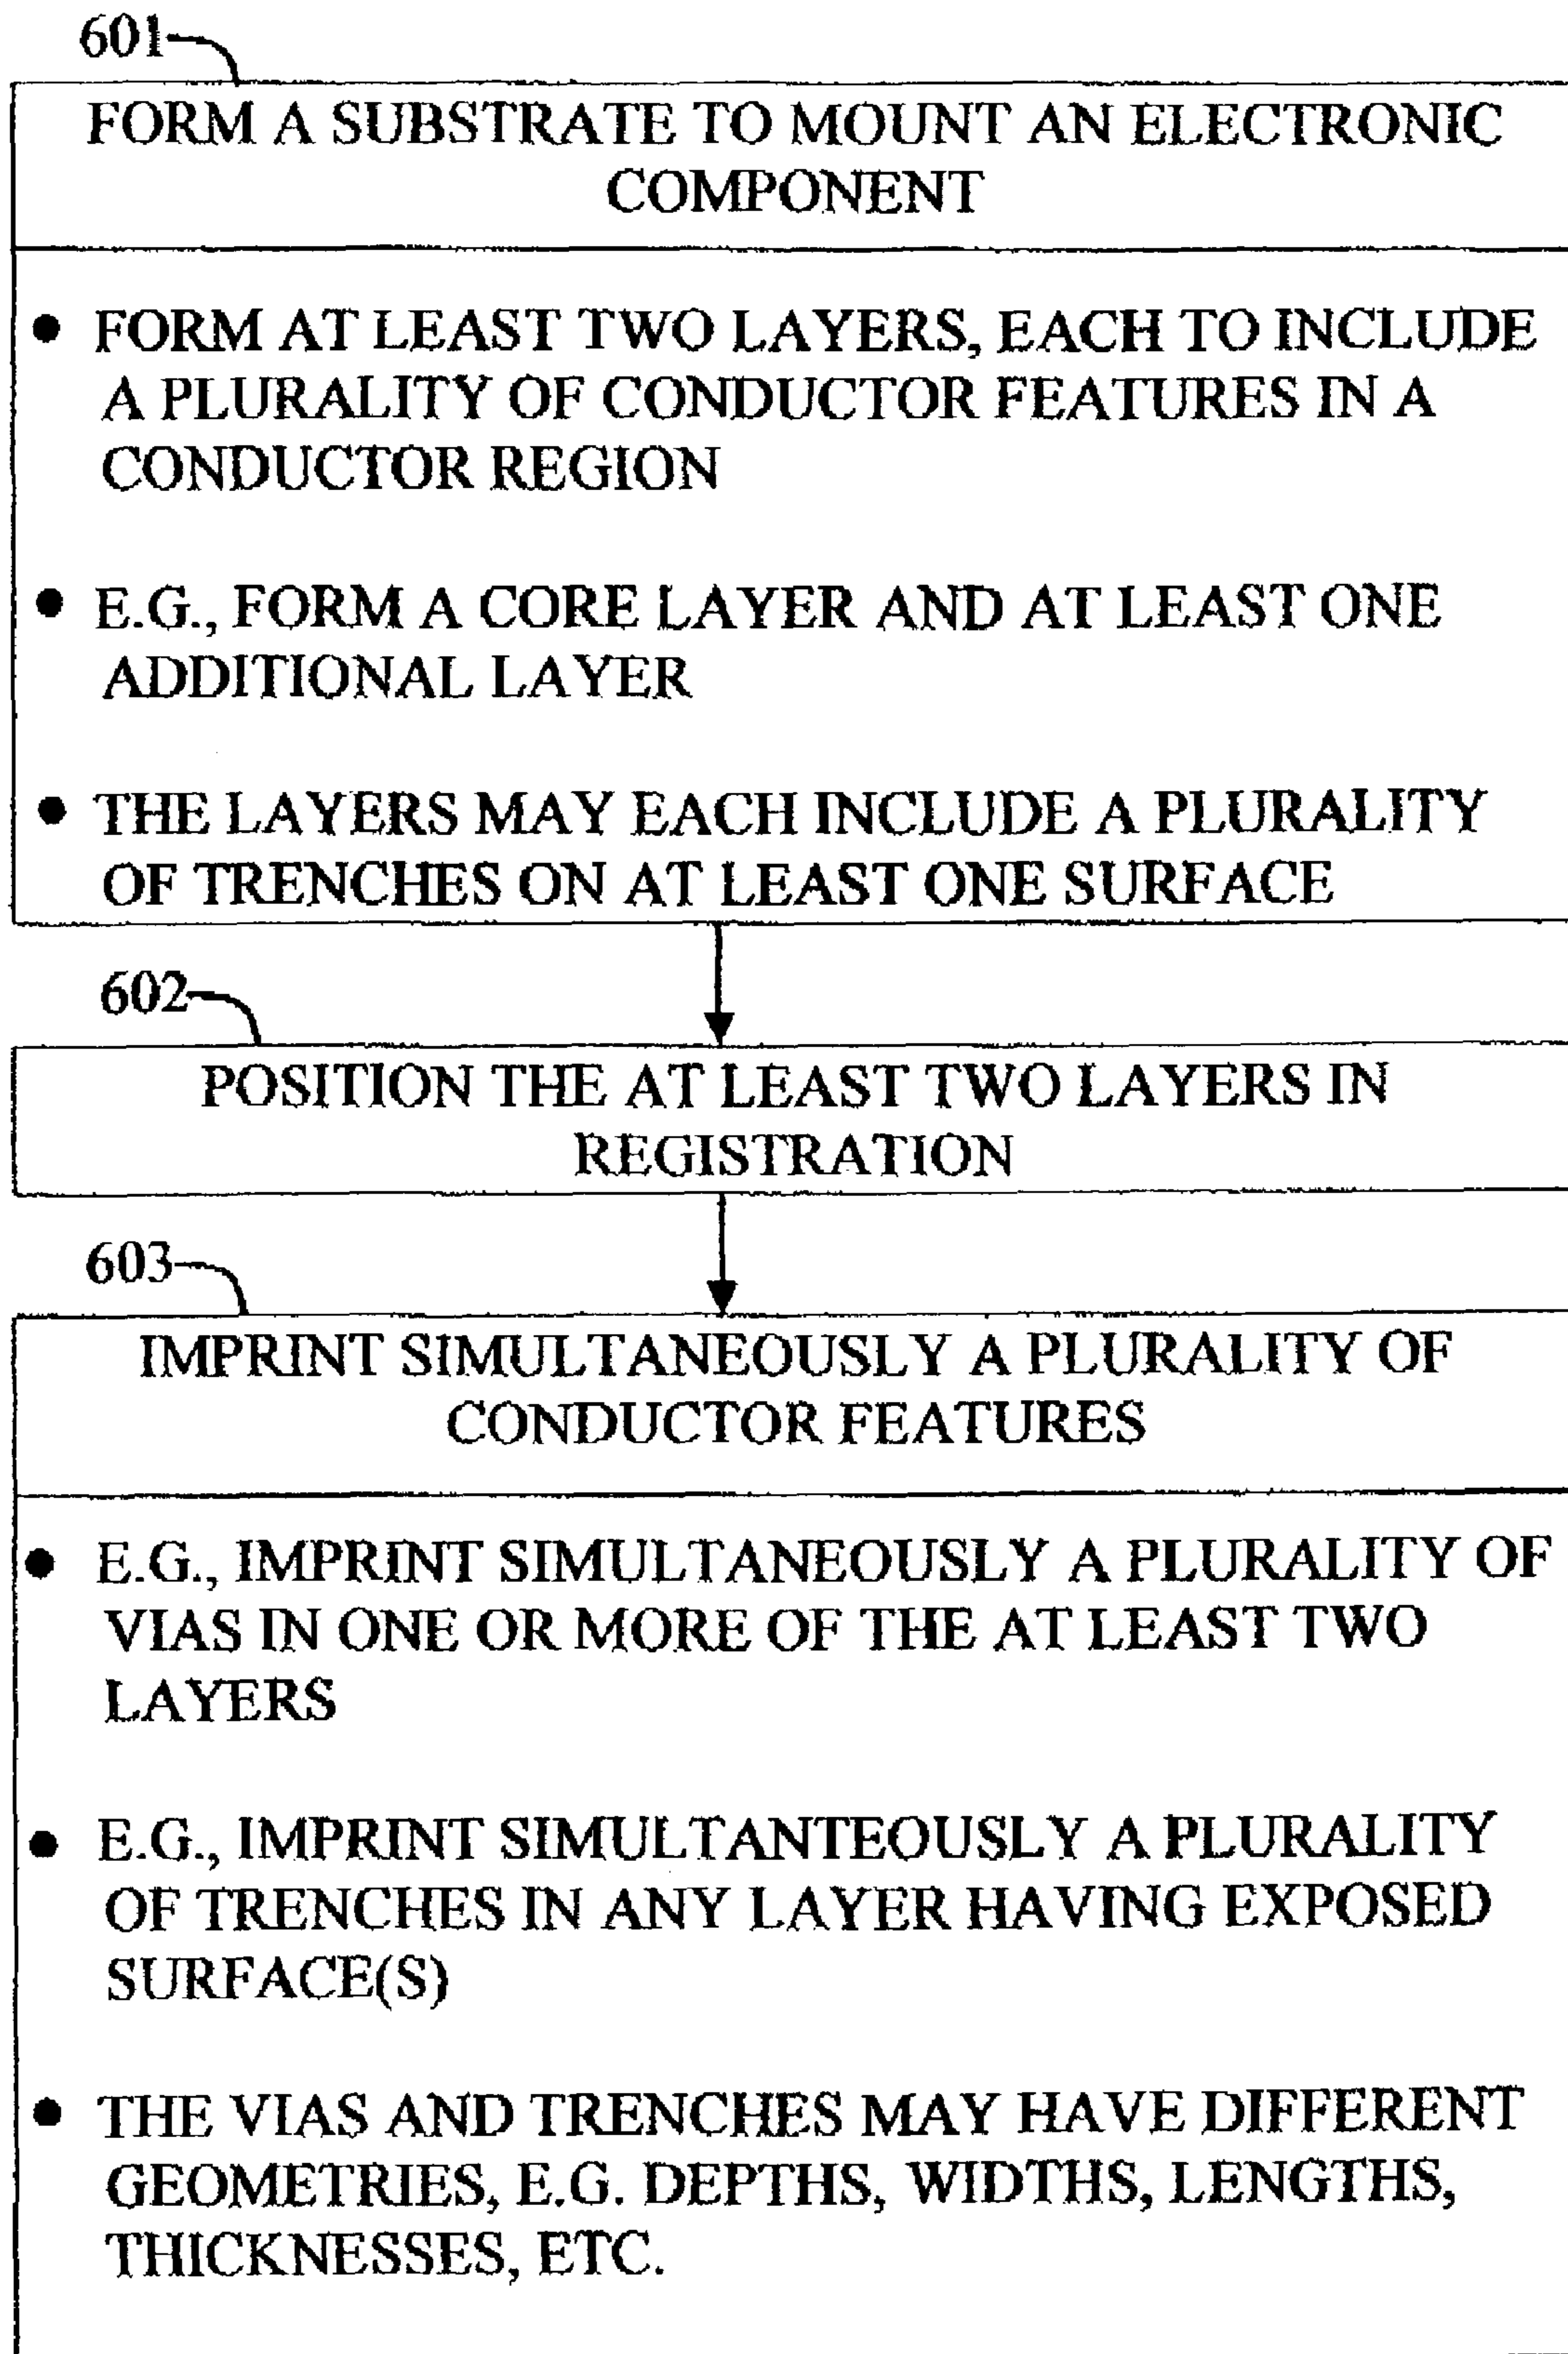 601
FORM A SUBSTRATE TO MOUNT AN ELECTRONIC
COMPONENT
• FORM AT LEAST TWO LAYERS, EACH TO INCLUDE
A PLURALITY OF CONDUCTOR FEATURES IN A
CONDUCTOR REGION
• E.G., FORM A CORE LAYER AND AT LEAST ONE
ADDITIONAL LAYER
• THE LAYERS MAY EACH INCLUDE A PLURALITY
OF TRENCHES ON AT LEAST ONE SURFACE
602
POSITION THE AT LEAST TWO LAYERS IN
REGISTRATION
603
IMPRINT SIMULTANEOUSLY A PLURALITY OF
CONDUCTOR FEATURES
• E.G., IMPRINT SIMULTANEOUSLY A PLURALITY OF
VIAS IN ONE OR MORE OF THE AT LEAST TWO
LAYERS
• E.G., IMPRINT SIMULTANTEOUSLY A PLURALITY
OF TRENCHES IN ANY LAYER HAVING EXPOSED
SURFACE(S)
• THE VIAS AND TRENCHES MAY HAVE DIFFERENT
GEOMETRIES, E.G. DEPTHS, WIDTHS, LENGTHS,
THICKNESSES, ETC.